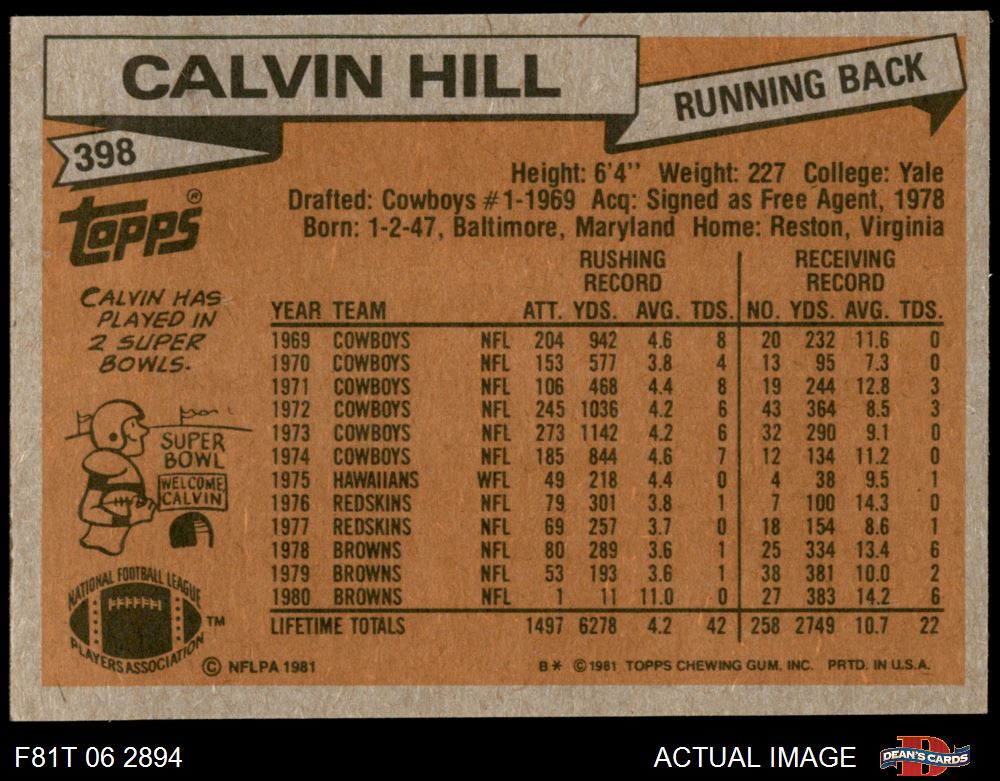 CALVIN HILL
RUNNING BACK
398
Height: 6'4'' Weight: 227 College: Yale
Drafted: Cowboys #1-1969 Acq: Signed as Free Agent, 1978
Born: 1-2-47, Baltimore, Maryland Home: Reston, Virginia
TOPPS®
CALVIN HAS
PLAYED IN
2 SUPER
BOWLS.
SUPER
BOWL
WELCOME
CALVIN
NATIONAL FOOTBALL LEAGUE
PLAYERS ASSOCIATION
TM
© NFLPA 1981
RUSHING RECORD RECEIVING RECORD
YEAR TEAM ATT. YDS. AVG. TDS. NO. YDS. AVG. TDS.
1969 COWBOYS NFL 204 942 4.6 8 20 232 11.6 0
1970 COWBOYS NFL 153 577 3.8 4 13 95 7.3 0
1971 COWBOYS NFL 106 468 4.4 8 19 244 12.8 3
1972 COWBOYS NFL 245 1036 4.2 6 43 364 8.5 3
1973 COWBOYS NFL 273 1142 4.2 6 32 290 9.1 0
1974 COWBOYS NFL 185 844 4.6 7 12 134 11.2 0
1975 HAWAIIANS WFL 49 218 4.4 0 4 38 9.5 1
1976 REDSKINS NFL 79 301 3.8 1 7 100 14.3 0
1977 REDSKINS NFL 69 257 3.7 0 18 154 8.6 1
1978 BROWNS NFL 80 289 3.6 1 25 334 13.4 6
1979 BROWNS NFL 53 193 3.6 1 38 381 10.0 2
1980 BROWNS NFL 1 11 11.0 0 27 383 14.2 6
LIFETIME TOTALS 1497 6278 4.2 42 258 2749 10.7 22
B* © 1981 TOPPS CHEWING GUM, INC. PRTD. IN U.S.A.
F81T 06 2894
ACTUAL IMAGE
DEAN'S CARDS